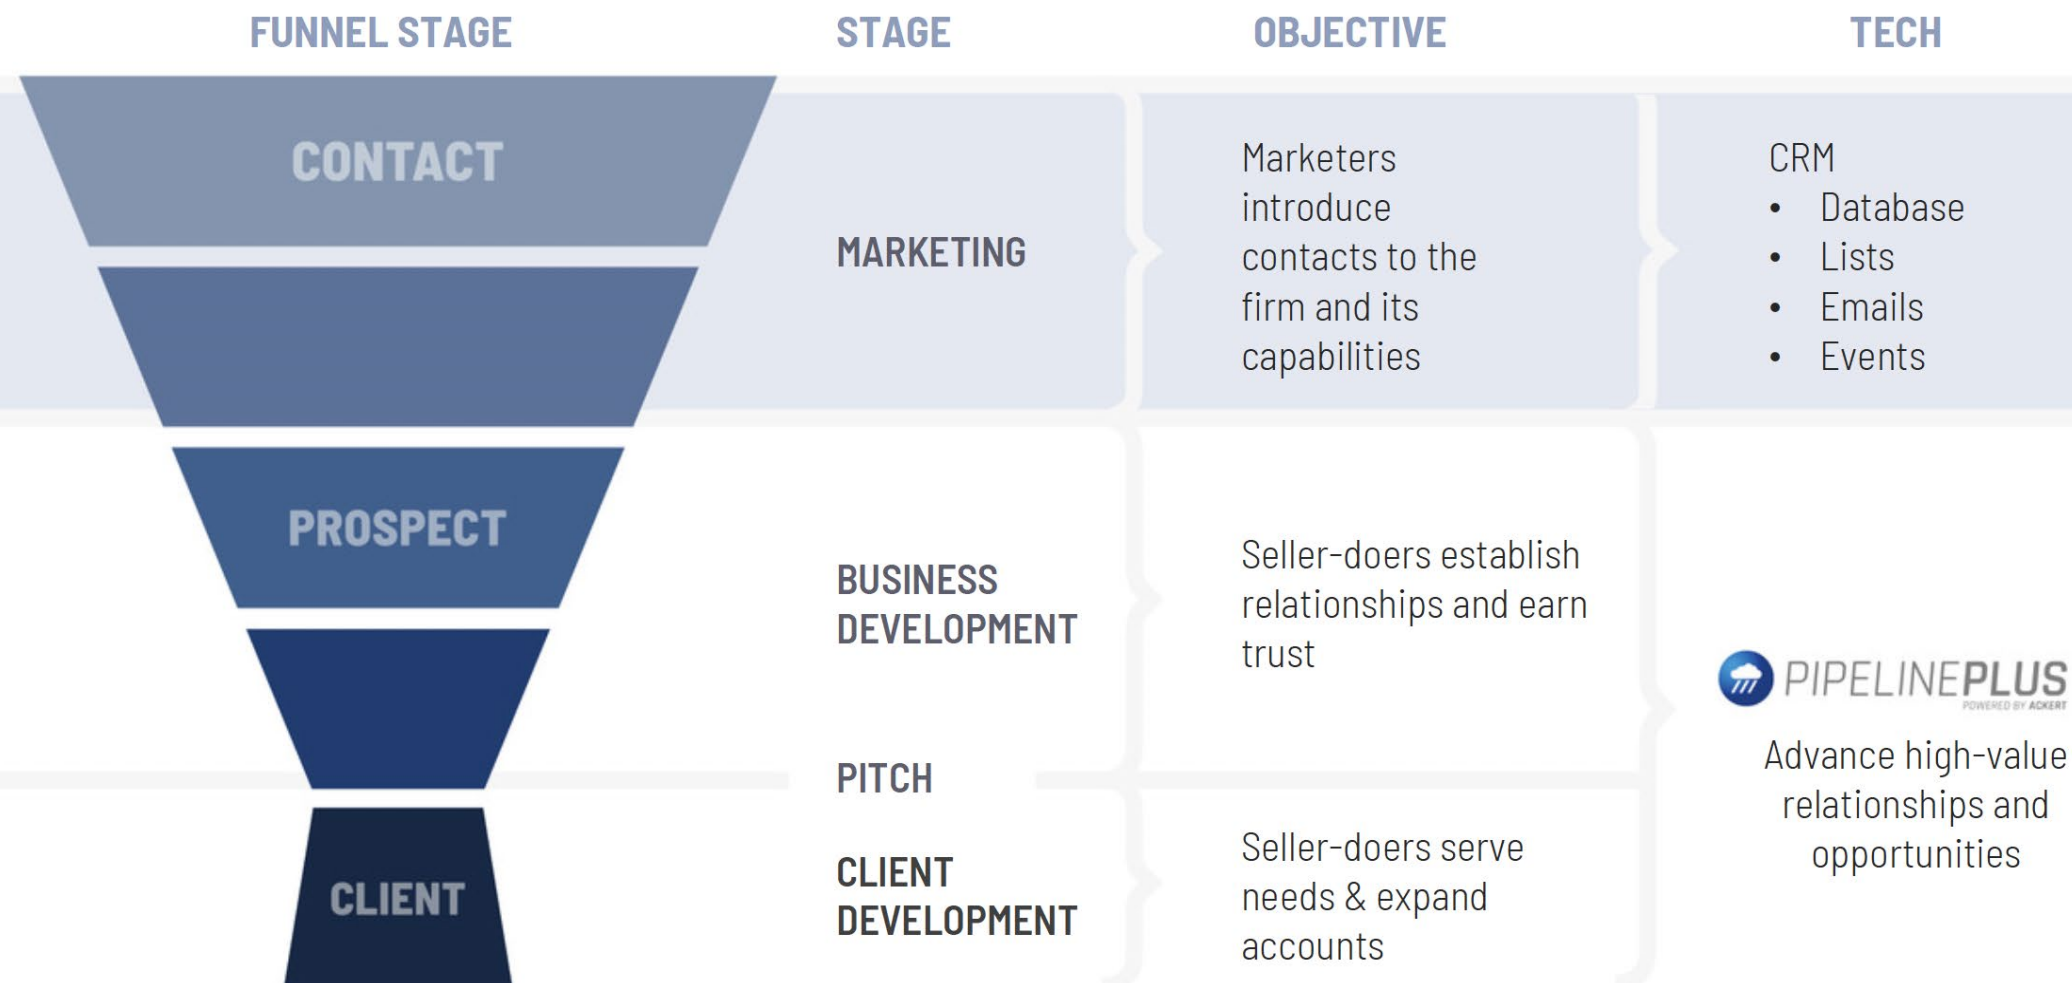 FUNNEL STAGE
STAGE
OBJECTIVE
TECH
CONTACT
MARKETING
Marketers
introduce
contacts to the
firm and its
capabilities
CRM
• Database
• Lists
• Emails
• Events
PROSPECT
BUSINESS
DEVELOPMENT
Seller-doers establish
relationships and earn
trust
PITCH
PIPELINEPLUS
POWERED BY ACKERT
Advance high-value
relationships and
opportunities
CLIENT
CLIENT
DEVELOPMENT
Seller-doers serve
needs & expand
accounts